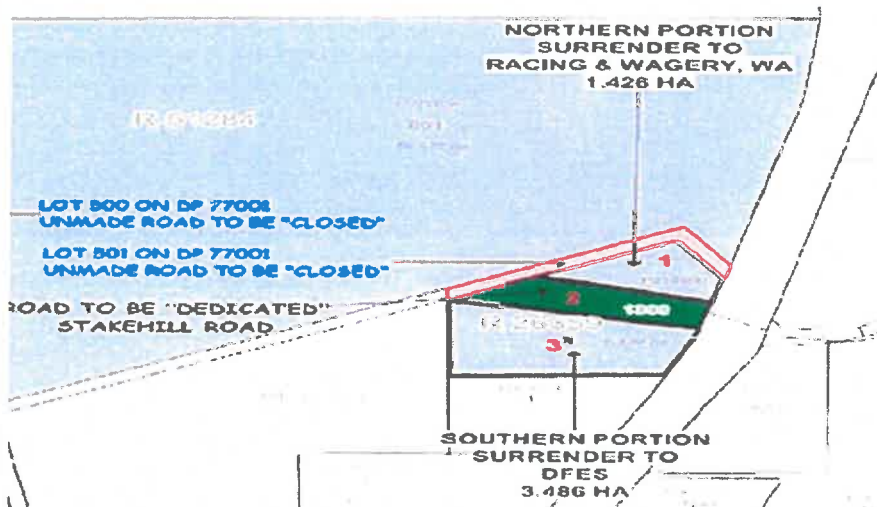 NORTHERN PORTION
SURRENDER TO
RACING & WAGERY, WA
1.426 HA
LOT 500 ON DP 77001
UNMADE ROAD TO BE "CLOSED"
LOT 501 ON DP 77001
UNMADE ROAD TO BE "CLOSED"
ROAD TO BE "DEDICATED"
STAKEHILL ROAD
1
2
1000
3
SOUTHERN PORTION
SURRENDER TO
DFES
3.486 HA